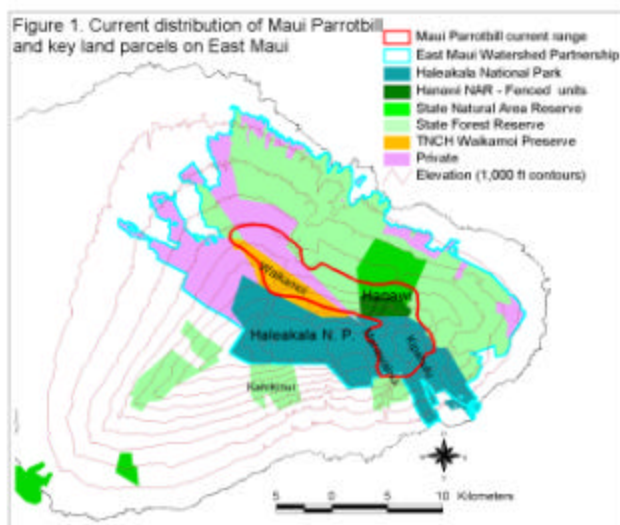 Figure 1. Current distribution of Maui Parrotbill
and key land parcels on East Maui
Maui Parrotbill current range
East Maui Watershed Partnership
Haleakala National Park
Hanawi NAR - Fenced units
State Natural Area Reserve
State Forest Reserve
TNCH Waikamoi Preserve
Private
Elevation (1,000 ft contours)
Waikamoi
Hanawi
Haleakala N. P.
Kipahulu
Kahikinui
5 0 5 10 Kilometers